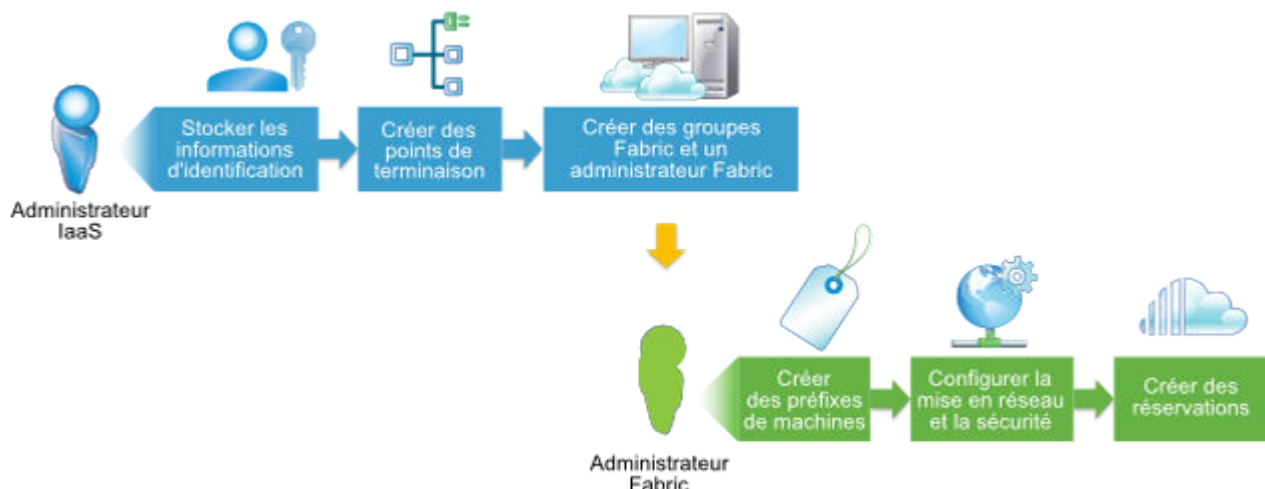 Stocker les
informations
d'identification
Créer des
points de
terminaison
Créer des groupes
Fabric et un
administrateur Fabric
Administrateur
IaaS
Créer
des préfixes
de machines
Configurer la
mise en réseau
et la sécurité
Créer des
réservations
Administrateur
Fabric